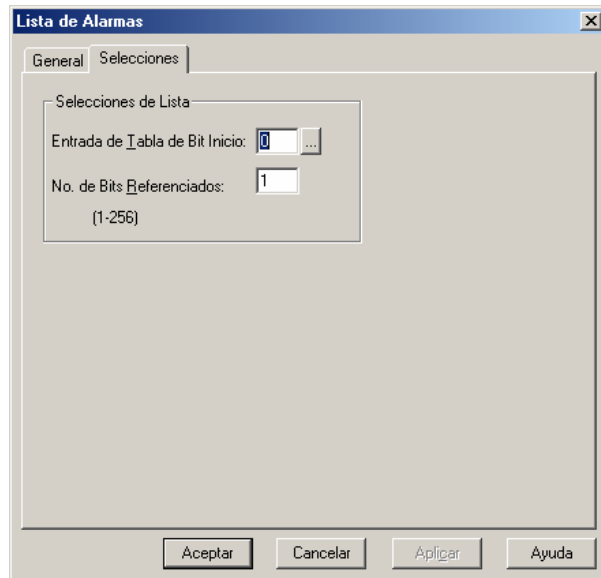 Lista de Alarmas
General Selecciones
Selecciones de Lista
Entrada de Tabla de Bit Inicio: 0 ...
No. de Bits Referenciados: 1
(1-256)
Aceptar Cancelar Aplicar Ayuda